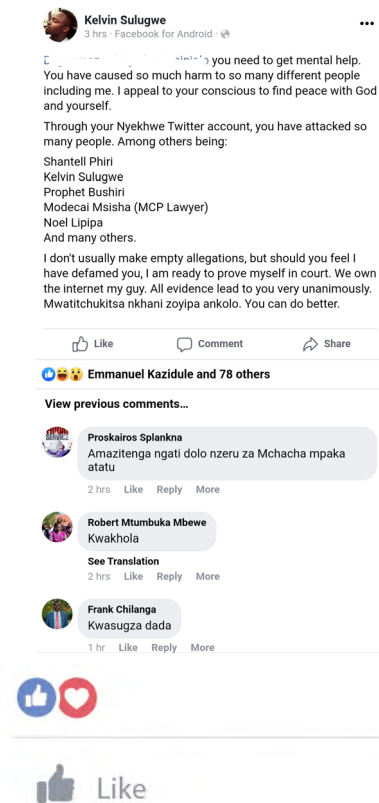 Kelvin Sulugwe
3 hrs · Facebook for Android ·
you need to get mental help.
You have caused so much harm to so many different people
including me. I appeal to your conscious to find peace with God
and yourself.
Through your Nyekhwe Twitter account, you have attacked so
many people. Among others being:
Shantell Phiri
Kelvin Sulugwe
Prophet Bushiri
Modecai Msisha (MCP Lawyer)
Noel Lipipa
And many others.
I don't usually make empty allegations, but should you feel I
have defamed you, I am ready to prove myself in court. We own
the internet my guy. All evidence lead to you very unanimously.
Mwatitchukitsa nkhani zoyipa ankolo. You can do better.
Like Comment Share
Emmanuel Kazidule and 78 others
View previous comments...
Proskairos Splankna
Amazitenga ngati dolo nzeru za Mchacha mpaka
atatu
2 hrs Like Reply More
Robert Mtumbuka Mbewe
Kwakhola
See Translation
2 hrs Like Reply More
Frank Chilanga
Kwasugza dada
1 hr Like Reply More
Like